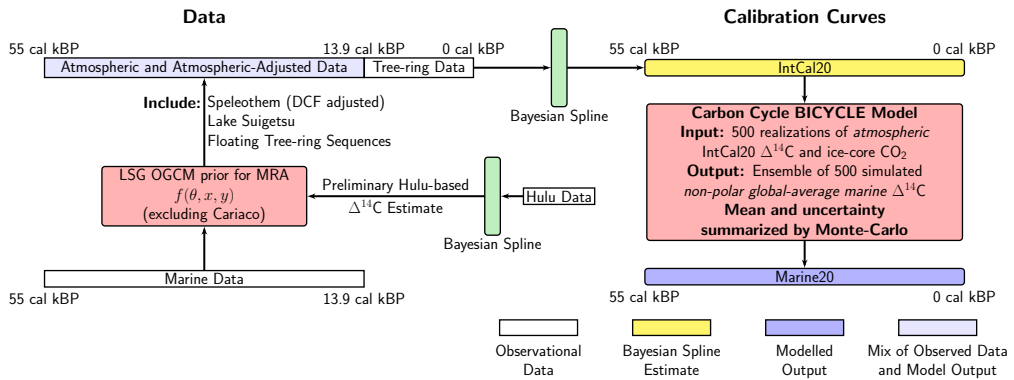 Data
Calibration Curves
55 cal kBP
13.9 cal kBP
0 cal kBP
55 cal kBP
0 cal kBP
Atmospheric and Atmospheric-Adjusted Data
Tree-ring Data
IntCal20
Bayesian Spline
Include: Speleothem (DCF adjusted)
Lake Suigetsu
Floating Tree-ring Sequences
LSG OGCM prior for MRA
f(θ, x, y)
(excluding Cariaco)
Preliminary Hulu-based
Δ¹⁴C Estimate
Hulu Data
Bayesian Spline
Carbon Cycle BICYCLE Model
Input: 500 realizations of atmospheric
IntCal20 Δ¹⁴C and ice-core CO₂
Output: Ensemble of 500 simulated
non-polar global-average marine Δ¹⁴C
Mean and uncertainty
summarized by Monte-Carlo
Marine Data
55 cal kBP
13.9 cal kBP
Marine20
55 cal kBP
0 cal kBP
Observational
Data
Bayesian Spline
Estimate
Modelled
Output
Mix of Observed Data
and Model Output